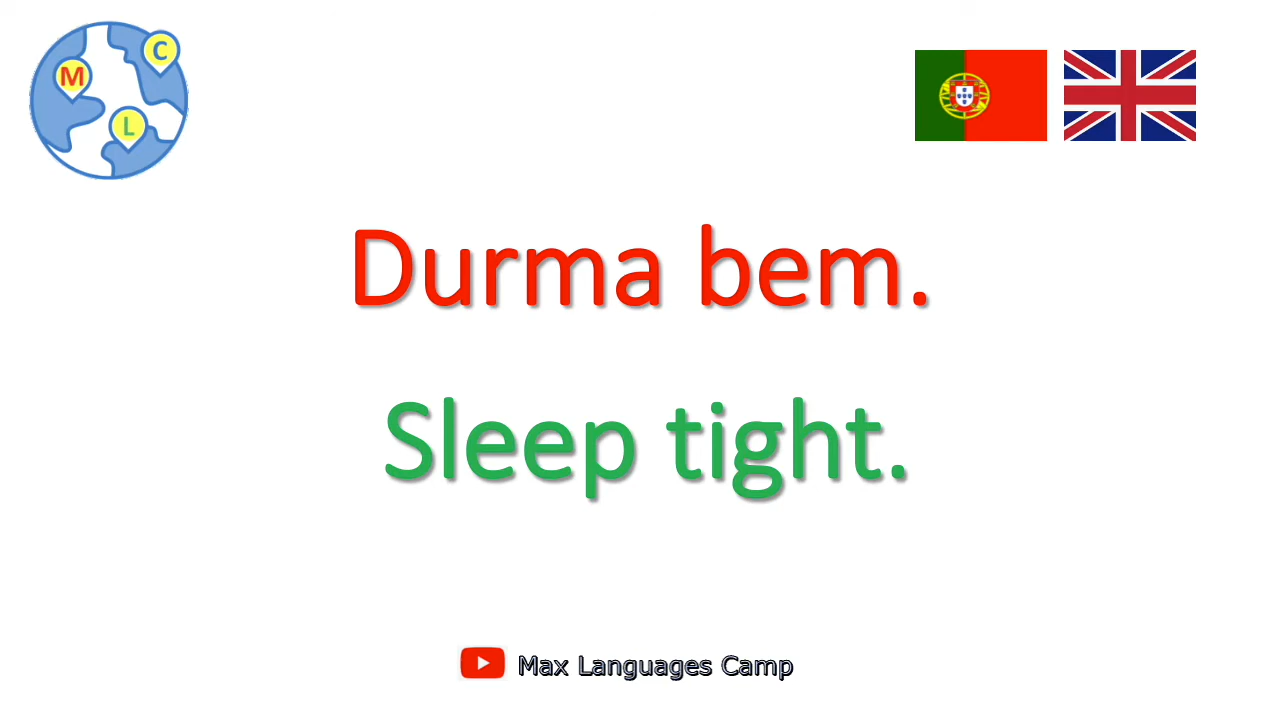 M
C
L
Durma bem.
Sleep tight.
Max Languages Camp